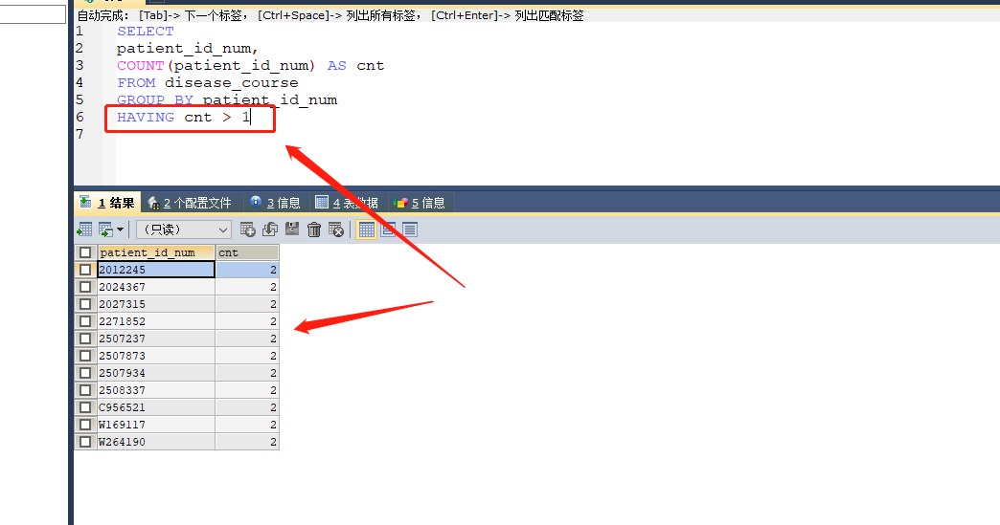 自动完成: [Tab]-> 下一个标签， [Ctrl+Space]-> 列出所有标签， [Ctrl+Enter]-> 列出匹配标签
1 SELECT
2 patient_id_num,
3 COUNT(patient_id_num) AS cnt
4 FROM disease_course
5 GROUP BY patient_id_num
6 HAVING cnt > 1
7
1 结果 2 个配置文件 3 信息 4 表数据 5 信息
（只读）
patient_id_num cnt
2012245 2
2024367 2
2027315 2
2271852 2
2507237 2
2507873 2
2507934 2
2508337 2
C956521 2
W169117 2
W264190 2